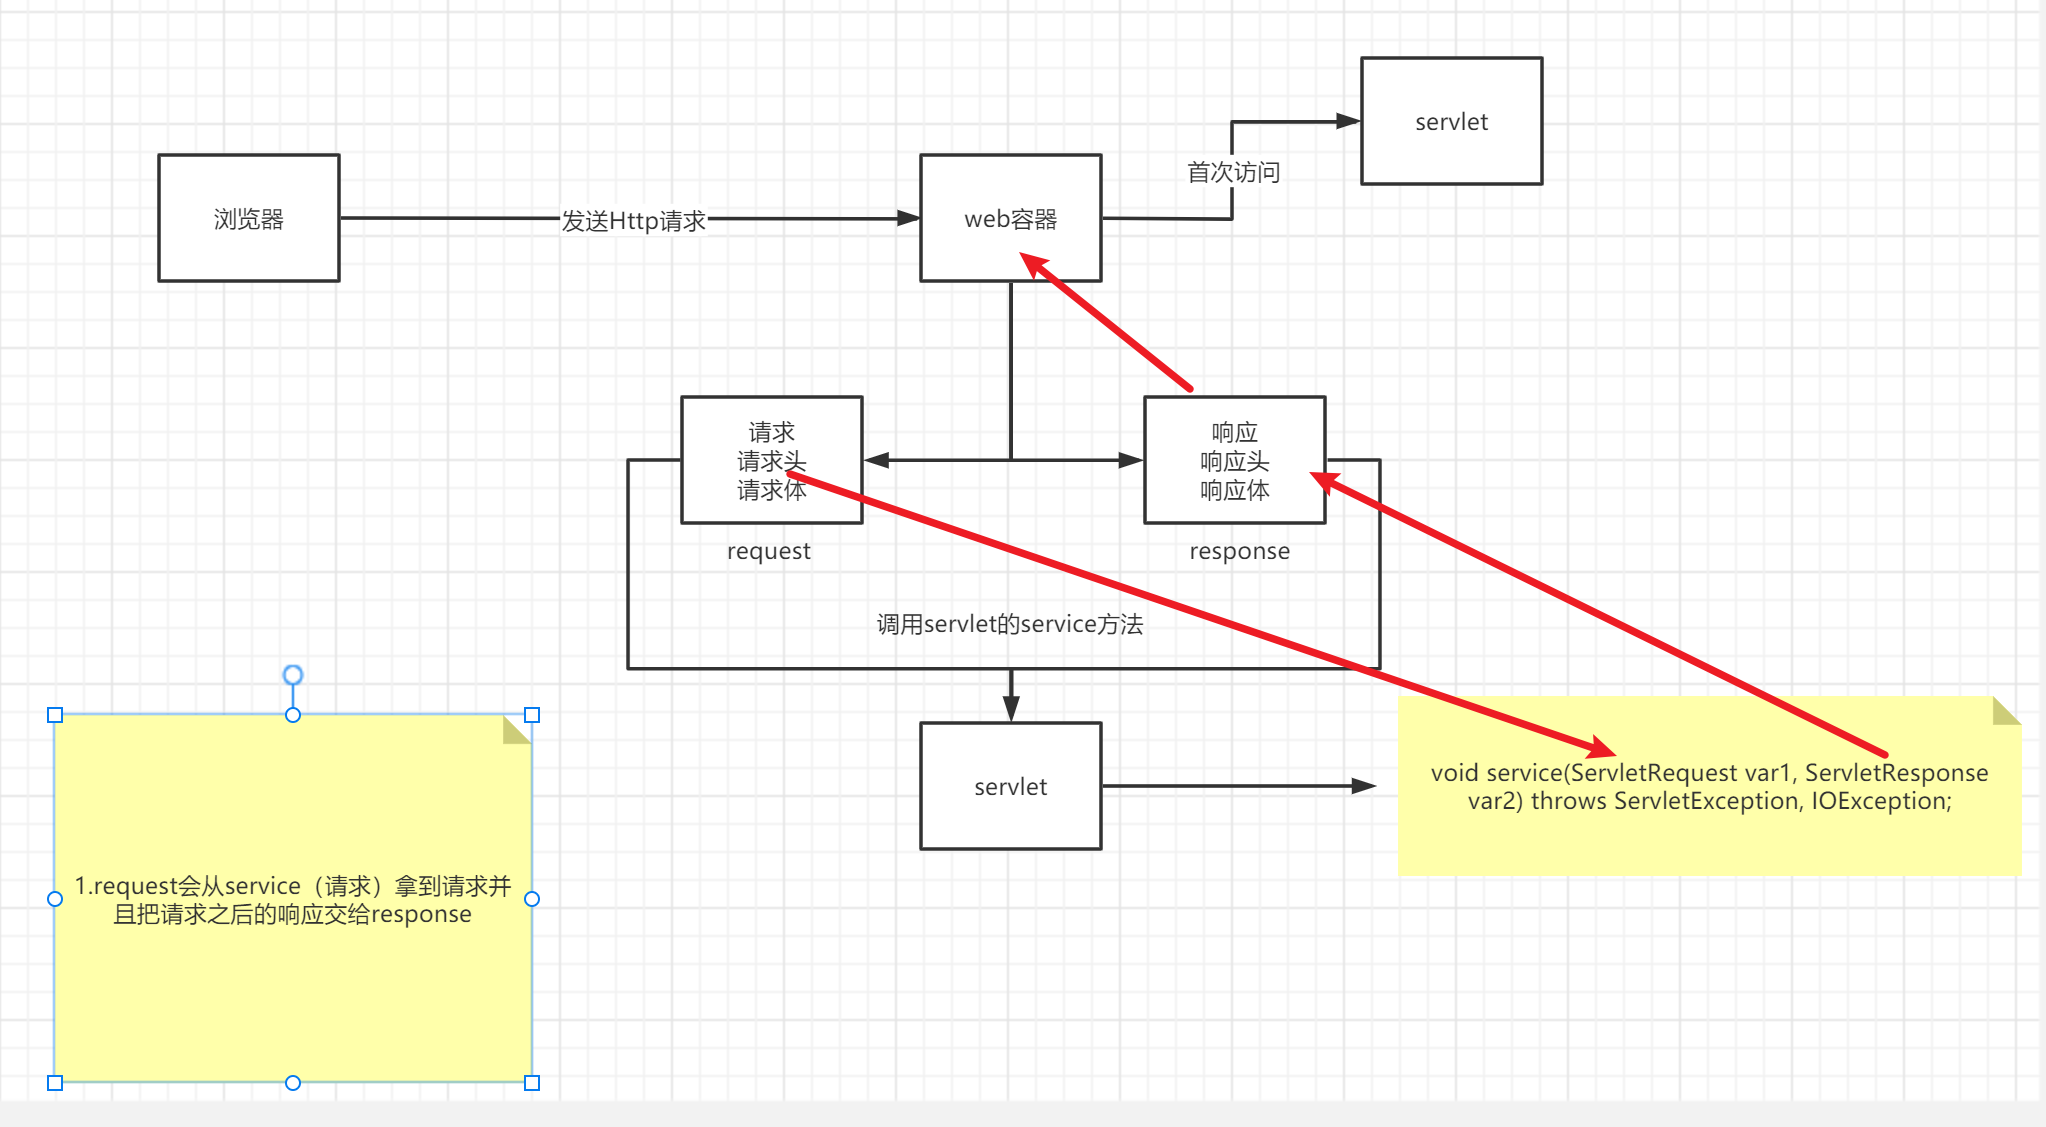 servlet
首次访问
浏览器
发送Http请求
web容器
请求
请求头
请求体
request
响应
响应头
响应体
response
调用servlet的service方法
servlet
void service(ServletRequest var1, ServletResponse
var2) throws ServletException, IOException;
1.request会从service（请求）拿到请求并
且把请求之后的响应交给response